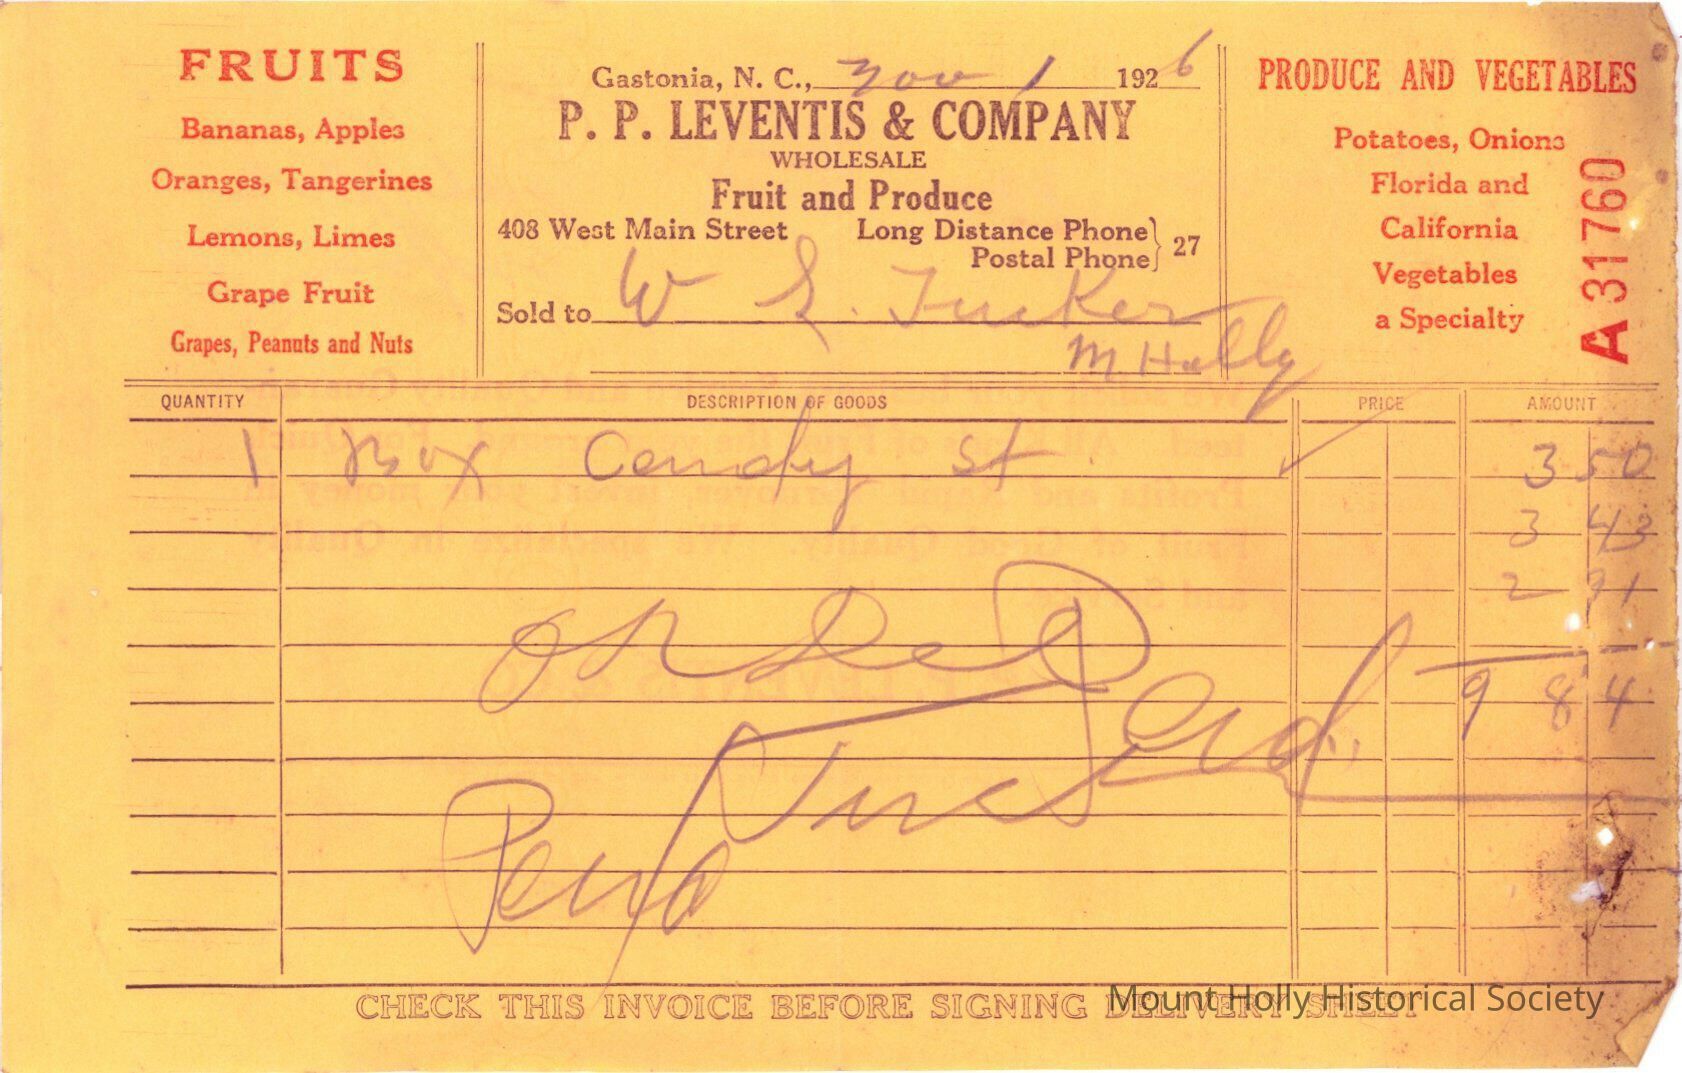 FRUITS
Bananas, Apples
Oranges, Tangerines
Lemons, Limes
Grape Fruit
Grapes, Peanuts and Nuts
Gastonia, N. C., Nov 1 1926
P. P. LEVENTIS & COMPANY
WHOLESALE
Fruit and Produce
408 West Main Street Long Distance Phone } 27
Postal Phone
Sold to W E. Tucker
M Holly
PRODUCE AND VEGETABLES
Potatoes, Onions
Florida and
California
Vegetables
a Specialty
A 31760
QUANTITY DESCRIPTION OF GOODS PRICE AMOUNT
1 Box Candy st. 3 50
3 43
2 91
9 84
CHECK THIS INVOICE BEFORE SIGNING DELIVERY SHEET
Mount Holly Historical Society